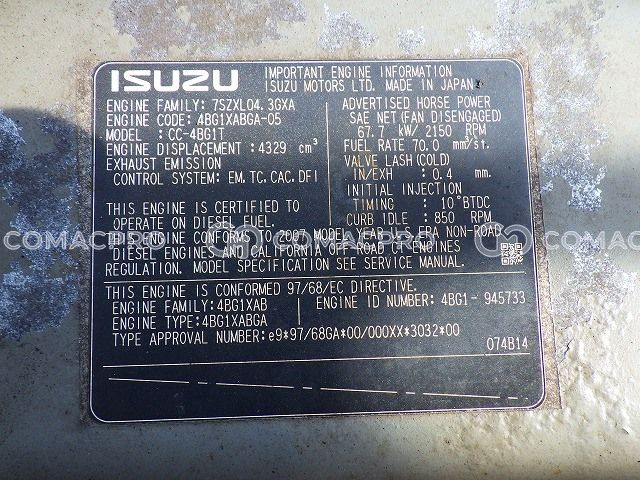 ISUZU
IMPORTANT ENGINE INFORMATION
ISUZU MOTORS LTD. MADE IN JAPAN
ENGINE FAMILY: 7SZXL04.3GXA
ENGINE CODE: 4BG1XABGA-05
MODEL : CC-4BG1T
ENGINE DISPLACEMENT: 4329 cm³
EXHAUST EMISSION
CONTROL SYSTEM: EM,TC,CAC,DFI
ADVERTISED HORSE POWER
SAE NET (FAN DISENGAGED)
67.7 kW/ 2150 RPM
FUEL RATE 70.0 mm³/st.
VALVE LASH(COLD)
IN/EXH : 0.4 mm.
INITIAL INJECTION
TIMING : 10°BTDC
CURB IDLE : 850 RPM
THIS ENGINE IS CERTIFIED TO
OPERATE ON DIESEL FUEL.
THIS ENGINE CONFORMS TO 2007 MODEL YEAR U.S.ERA NON-ROAD
DIESEL ENGINES AND CALIFORNIA OFF-ROAD CI ENGINES
REGULATION. MODEL SPECIFICATION SEE SERVICE MANUAL.
THIS ENGINE IS CONFORMED 97/68/EC DIRECTIVE.
ENGINE FAMILY:4BG1XAB
ENGINE ID NUMBER: 4BG1- 945733
ENGINE TYPE:4BG1XABGA
TYPE APPROVAL NUMBER:e9*97/68GA*00/000XX*3032*00
074B14
COMACPRO
COMACPRO
COMACPRO